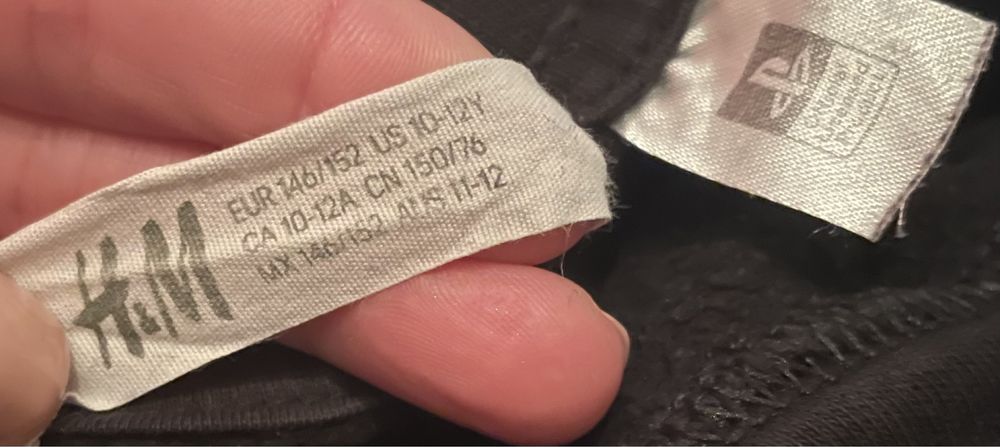 H&M
EUR 146/152 US 10-12Y
CA 10-12A CN 150/76
MX 146/152 AUS 11-12